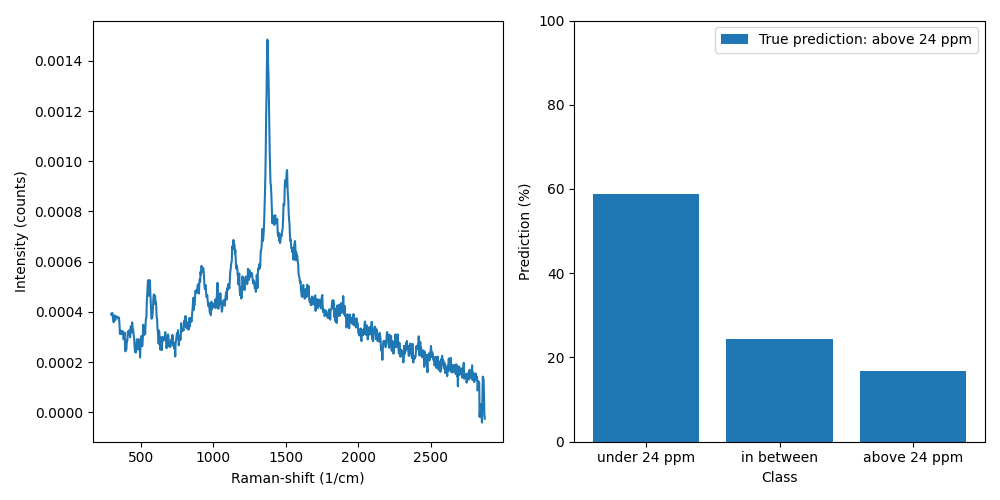 0.0014
0.0012
0.0010
0.0008
0.0006
0.0004
0.0002
0.0000
Intensity (counts)
500
1000
1500
2000
2500
Raman-shift (1/cm)
True prediction: above 24 ppm
100
80
60
40
20
0
Prediction (%)
under 24 ppm
in between
above 24 ppm
Class